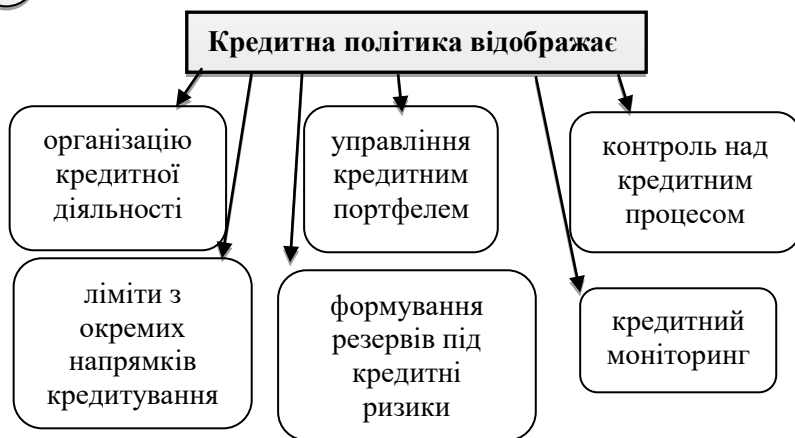 Кредитна політика відображає
організацію
кредитної
діяльності
управління
кредитним
портфелем
контроль над
кредитним
процесом
ліміти з
окремих
напрямків
кредитування
формування
резервів під
кредитні
ризики
кредитний
моніторинг